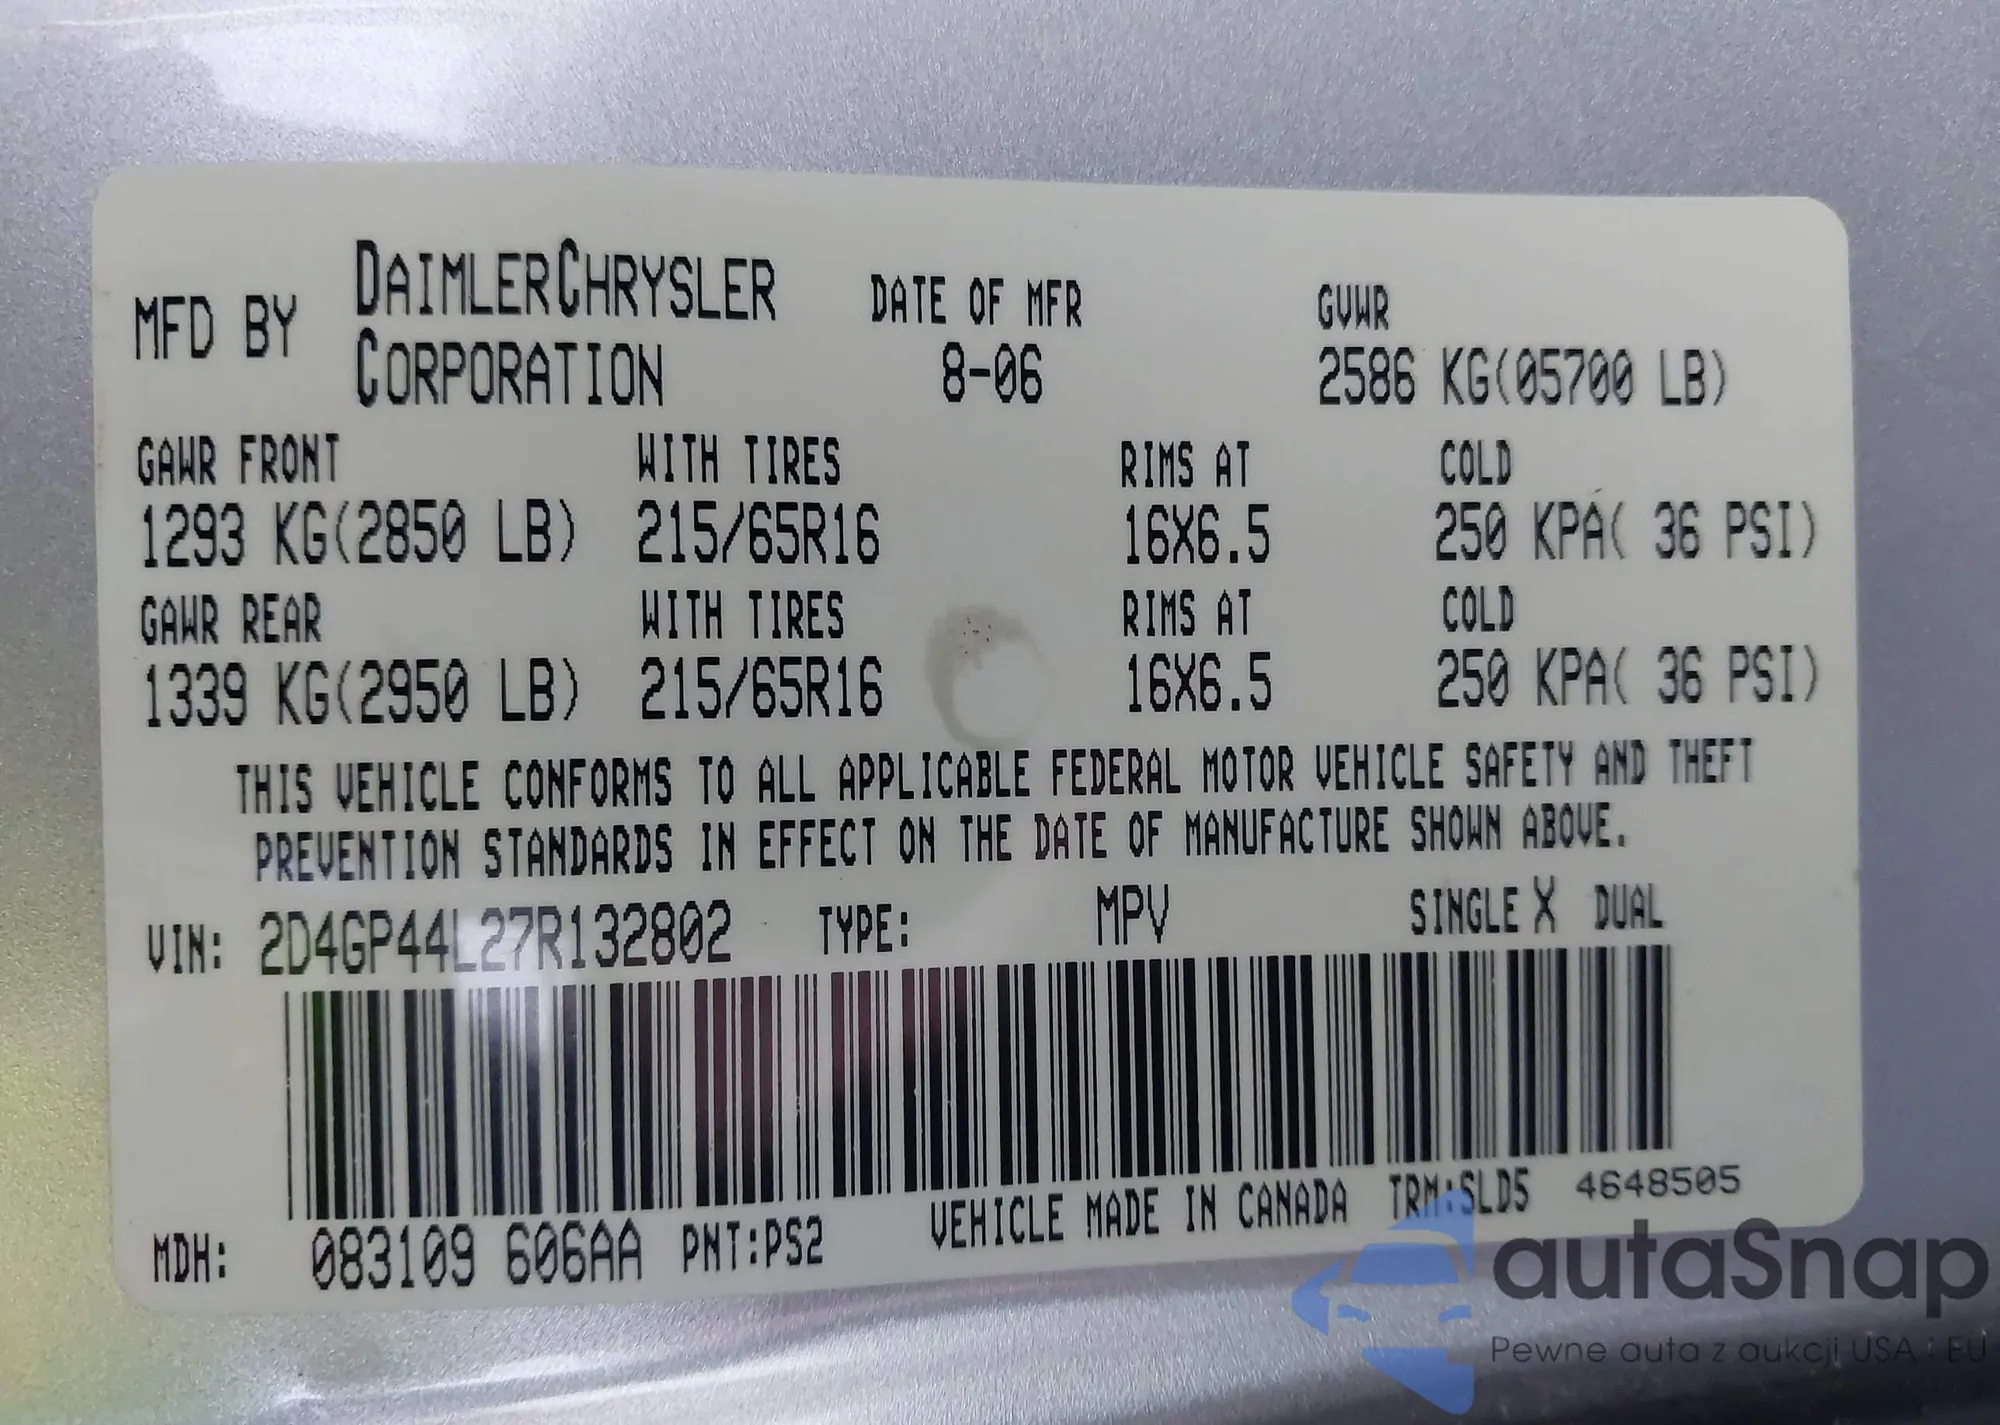 MFD BY DAIMLERCHRYSLER CORPORATION DATE OF MFR 8-06 GVWR 2586 KG(05700 LB)
GAWR FRONT WITH TIRES RIMS AT COLD
1293 KG(2850 LB) 215/65R16 16X6.5 250 KPA( 36 PSI)
GAWR REAR WITH TIRES RIMS AT COLD
1339 KG(2950 LB) 215/65R16 16X6.5 250 KPA( 36 PSI)
THIS VEHICLE CONFORMS TO ALL APPLICABLE FEDERAL MOTOR VEHICLE SAFETY AND THEFT
PREVENTION STANDARDS IN EFFECT ON THE DATE OF MANUFACTURE SHOWN ABOVE.
VIN: 2D4GP44L27R132802 TYPE: MPV SINGLE X DUAL
MDH: 083109 606AA PNT:PS2 VEHICLE MADE IN CANADA TRM:SLD5 4648505
autaSnap
Pewne auta z aukcji USA i EU